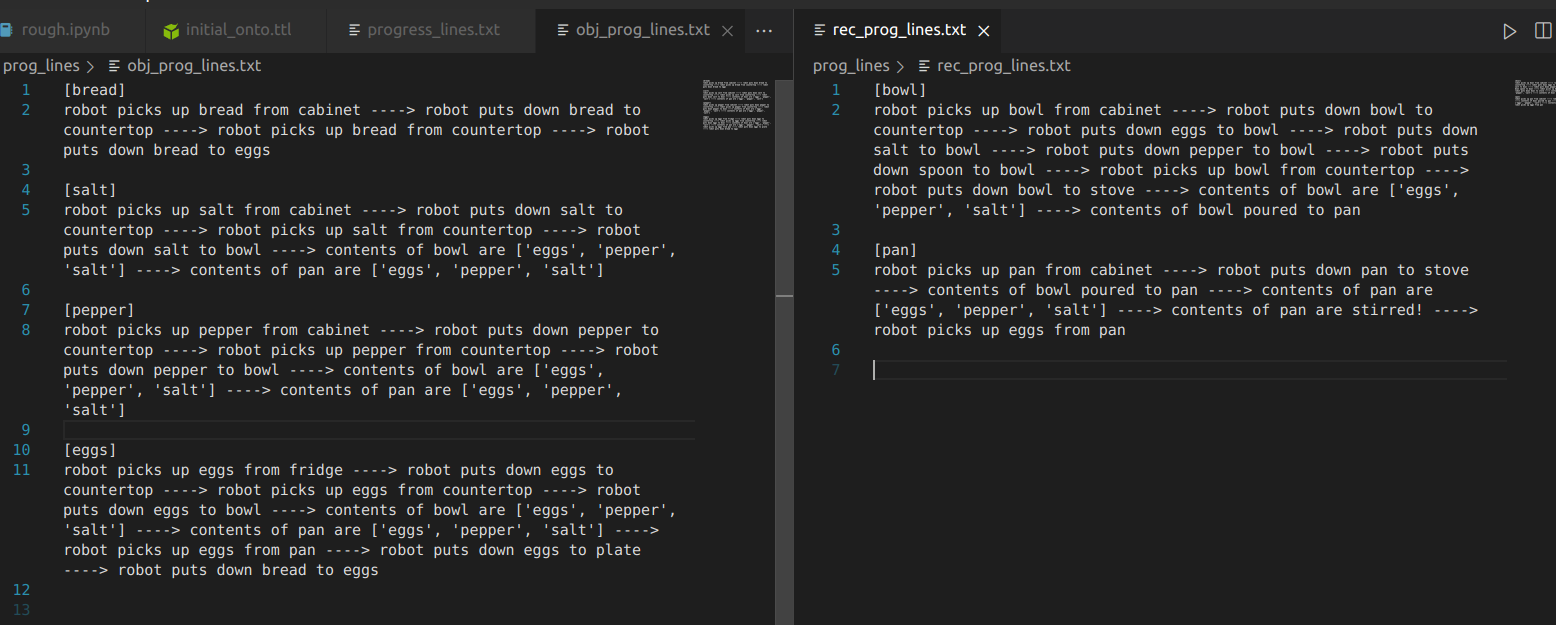 rough.ipynb
initial_onto.ttl
progress_lines.txt
obj_prog_lines.txt
rec_prog_lines.txt
prog_lines > obj_prog_lines.txt
1 [bread]
2 robot picks up bread from cabinet ----> robot puts down bread to
countertop ----> robot picks up bread from countertop ----> robot
puts down bread to eggs
3
4 [salt]
5 robot picks up salt from cabinet ----> robot puts down salt to
countertop ----> robot picks up salt from countertop ----> robot
puts down salt to bowl ----> contents of bowl are ['eggs', 'pepper',
'salt'] ----> contents of pan are ['eggs', 'pepper', 'salt']
6
7 [pepper]
8 robot picks up pepper from cabinet ----> robot puts down pepper to
countertop ----> robot picks up pepper from countertop ----> robot
puts down pepper to bowl ----> contents of bowl are ['eggs',
'pepper', 'salt'] ----> contents of pan are ['eggs', 'pepper',
'salt']
9
10 [eggs]
11 robot picks up eggs from fridge ----> robot puts down eggs to
countertop ----> robot picks up eggs from countertop ----> robot
puts down eggs to bowl ----> contents of bowl are ['eggs', 'pepper',
'salt'] ----> contents of pan are ['eggs', 'pepper', 'salt'] ---->
robot picks up eggs from pan ----> robot puts down eggs to plate
----> robot puts down bread to eggs
12
13
prog_lines > rec_prog_lines.txt
1 [bowl]
2 robot picks up bowl from cabinet ----> robot puts down bowl to
countertop ----> robot puts down eggs to bowl ----> robot puts down
salt to bowl ----> robot puts down pepper to bowl ----> robot puts
down spoon to bowl ----> robot picks up bowl from countertop ---->
robot puts down bowl to stove ----> contents of bowl are ['eggs',
'pepper', 'salt'] ----> contents of bowl poured to pan
3
4 [pan]
5 robot picks up pan from cabinet ----> robot puts down pan to stove
----> contents of bowl poured to pan ----> contents of pan are
['eggs', 'pepper', 'salt'] ----> contents of pan are stirred! ---->
robot picks up eggs from pan
6
7